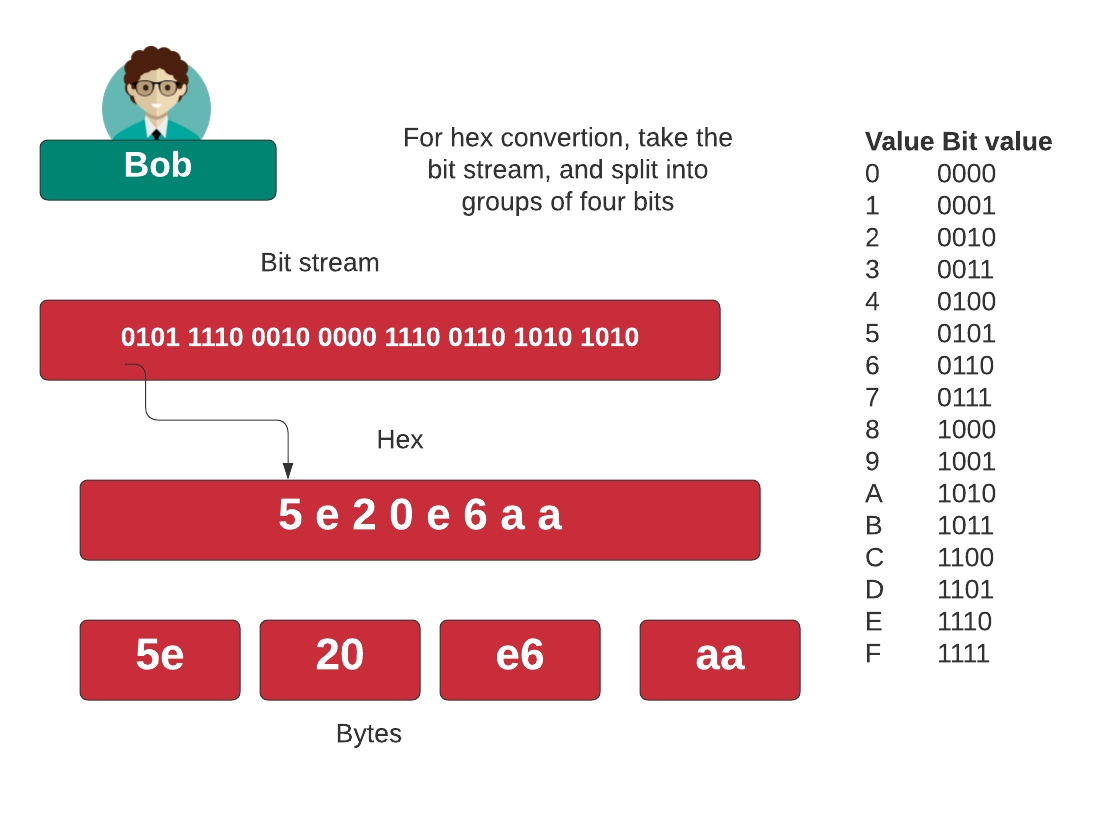 Bob
For hex convertion, take the
bit stream, and split into
groups of four bits
Bit stream
0101 1110 0010 0000 1110 0110 1010 1010
Hex
5 e 2 0 e 6 a a
5e 20 e6 aa
Bytes
Value Bit value
0 0000
1 0001
2 0010
3 0011
4 0100
5 0101
6 0110
7 0111
8 1000
9 1001
A 1010
B 1011
C 1100
D 1101
E 1110
F 1111